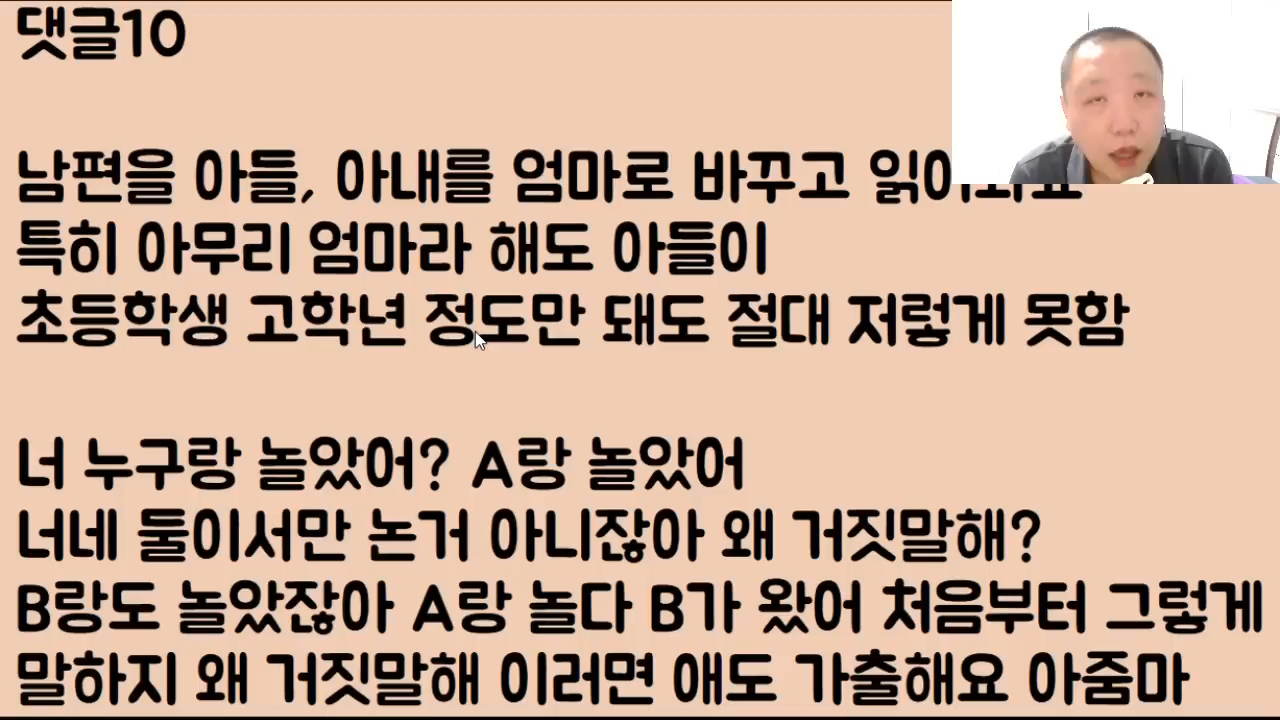 댓글10
남편을 아들, 아내를 엄마로 바꾸고
특히 아무리 엄마라 해도 아들이
초등학생 고학년 정도만 돼도 절대 저렇게 못함
너 누구랑 놀았어? A랑 놀았어
너네 둘이서만 논거 아니잖아 왜 거짓말해?
B랑도 놀았잖아 A랑 놀다 B가 왔어 처음부터 그렇게
말하지 왜 거짓말해 이러면 애도 가출해요 아줌마